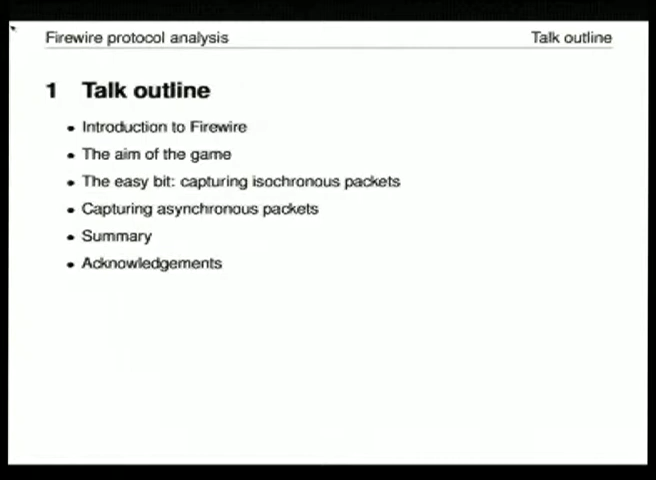 Firewire protocol analysis
Talk outline
1 Talk outline
• Introduction to Firewire
• The aim of the game
• The easy bit: capturing isochronous packets
• Capturing asynchronous packets
• Summary
• Acknowledgements